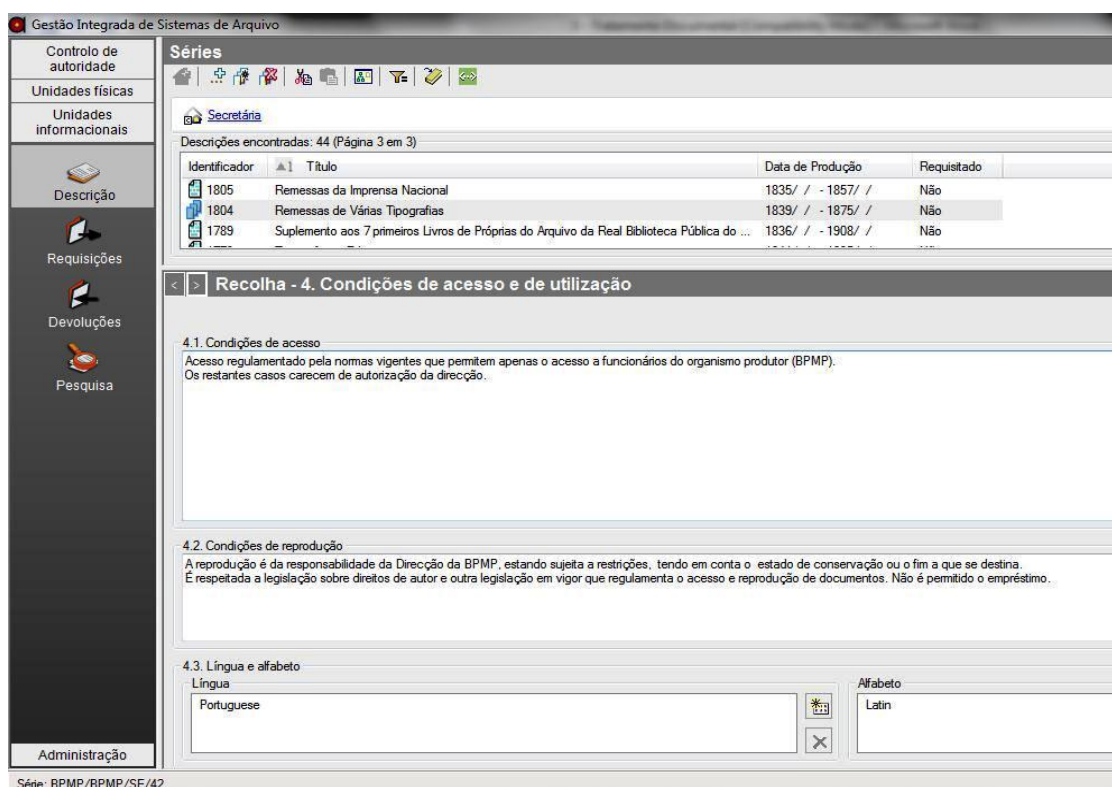 Gestão Integrada de Sistemas de Arquivo
Controlo de
autoridade
Unidades físicas
Unidades
informacionais
Descrição
Requisições
Devoluções
Pesquisa
Administração
Séries
Secretária
Descrições encontradas: 44 (Página 3 em 3)
Identificador 1 Título Data de Produção Requisitado
1805 Remessas da Imprensa Nacional 1835/ / - 1857/ / Não
1804 Remessas de Várias Tipografias 1839/ / - 1875/ / Não
1789 Suplemento aos 7 primeiros Livros de Próprias do Arquivo da Real Biblioteca Pública do ... 1836/ / - 1908/ / Não
< > Recolha - 4. Condições de acesso e de utilização
4.1. Condições de acesso
Acesso regulamentado pela normas vigentes que permitem apenas o acesso a funcionários do organismo produtor (BPMP).
Os restantes casos carecem de autorização da direcção.
4.2. Condições de reprodução
A reprodução é da responsabilidade da Direcção da BPMP, estando sujeita a restrições, tendo em conta o estado de conservação ou o fim a que se destina.
É respeitada a legislação sobre direitos de autor e outra legislação em vigor que regulamenta o acesso e reprodução de documentos. Não é permitido o empréstimo.
4.3. Língua e alfabeto
Língua Alfabeto
Portuguese Latin
Série: BPMP/BPMP/SE/42